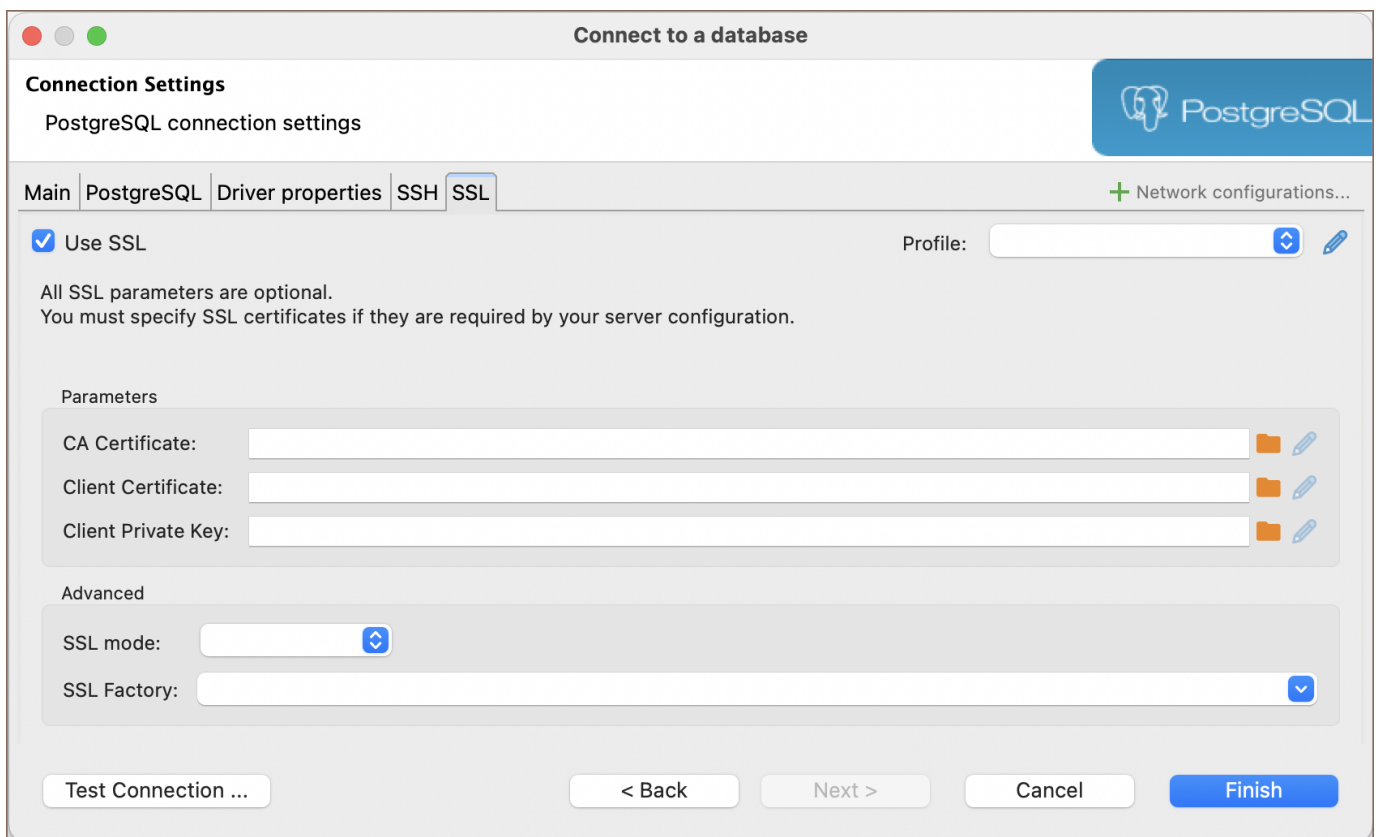 Connect to a database
Connection Settings
PostgreSQL connection settings
PostgreSQL
Main PostgreSQL Driver properties SSH SSL Network configurations...
Use SSL Profile:
All SSL parameters are optional.
You must specify SSL certificates if they are required by your server configuration.
Parameters
CA Certificate:
Client Certificate:
Client Private Key:
Advanced
SSL mode:
SSL Factory:
Test Connection ... < Back Next > Cancel Finish